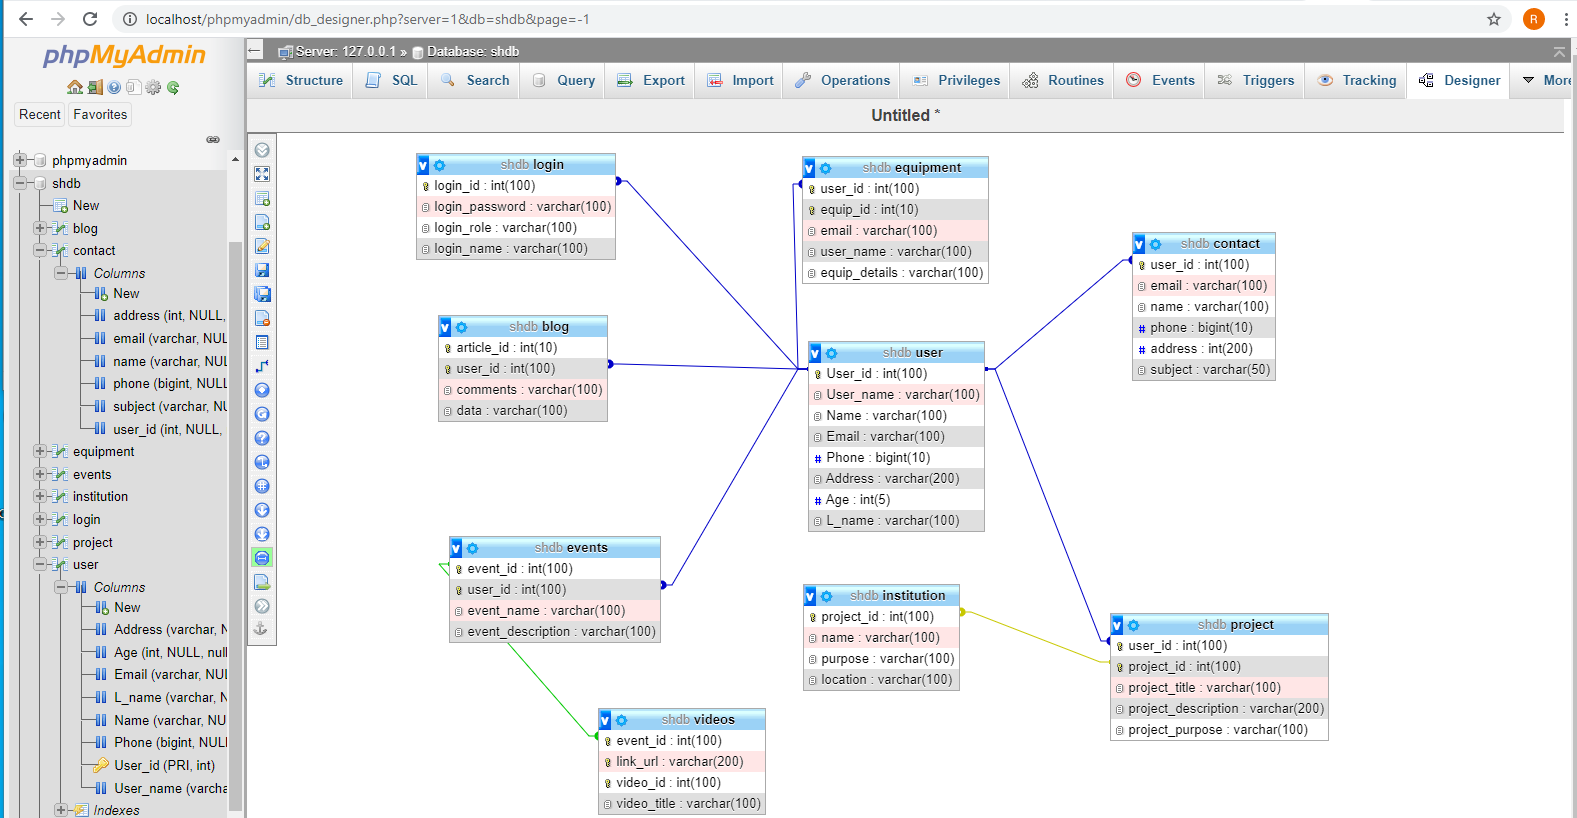 localhost/phpmyadmin/db_designer.php?server=1&db=shdb&page=-1
R
phpMyAdmin
Recent
Favorites
phpmyadmin
shdb
New
blog
contact
Columns
New
address (int, NULL,
email (varchar, NUL
name (varchar, NUL
phone (bigint, NULL
subject (varchar, NU
user_id (int, NULL,
equipment
events
institution
login
project
user
Columns
New
Address (varchar, N
Age (int, NULL, null
Email (varchar, NUL
L_name (varchar, N
Name (varchar, NU
Phone (bigint, NULL
User_id (PRI, int)
User_name (varcha
Indexes
Server: 127.0.0.1 » Database: shdb
Structure SQL Search Query Export Import Operations Privileges Routines Events Triggers Tracking Designer More
Untitled *
shdb login
login_id : int(100)
login_password : varchar(100)
login_role : varchar(100)
login_name : varchar(100)
shdb equipment
user_id : int(100)
equip_id : int(10)
email : varchar(100)
user_name : varchar(100)
equip_details : varchar(100)
shdb contact
user_id : int(100)
email : varchar(100)
name : varchar(100)
# phone : bigint(10)
# address : int(200)
subject : varchar(50)
shdb blog
article_id : int(10)
user_id : int(100)
comments : varchar(100)
data : varchar(100)
shdb user
User_id : int(100)
User_name : varchar(100)
Name : varchar(100)
Email : varchar(100)
# Phone : bigint(10)
Address : varchar(200)
# Age : int(5)
L_name : varchar(100)
shdb events
event_id : int(100)
user_id : int(100)
event_name : varchar(100)
event_description : varchar(100)
shdb institution
project_id : int(100)
name : varchar(100)
purpose : varchar(100)
location : varchar(100)
shdb project
user_id : int(100)
project_id : int(100)
project_title : varchar(100)
project_description : varchar(200)
project_purpose : varchar(100)
shdb videos
event_id : int(100)
link_url : varchar(200)
video_id : int(100)
video_title : varchar(100)